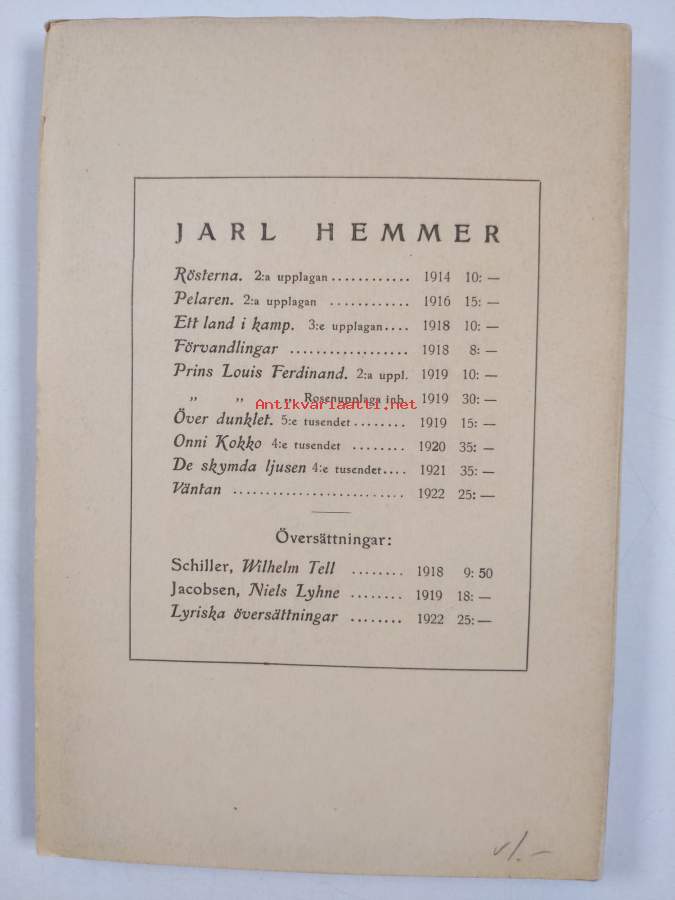 JARL HEMMER
Rösterna. 2:a upplagan ............ 1914 10: —
Pelaren. 2:a upplagan ............ 1916 15: —
Ett land i kamp. 3:e upplagan.... 1918 10: —
Förvandlingar .................. 1918 8: —
Prins Louis Ferdinand. 2:a uppl. 1919 10: —
„ „ „ Rosenupplaga inb. 1919 30: —
Antikvariaatti.net
Över dunklet. 5:e tusendet ........ 1919 15: —
Onni Kokko 4:e tusendet ........ 1920 35: —
De skymda ljusen 4:e tusendet.... 1921 35: —
Väntan .......................... 1922 25: —
Översättningar:
Schiller, Wilhelm Tell ........ 1918 9: 50
Jacobsen, Niels Lyhne ........ 1919 18: —
Lyriska översättningar ........ 1922 25: —